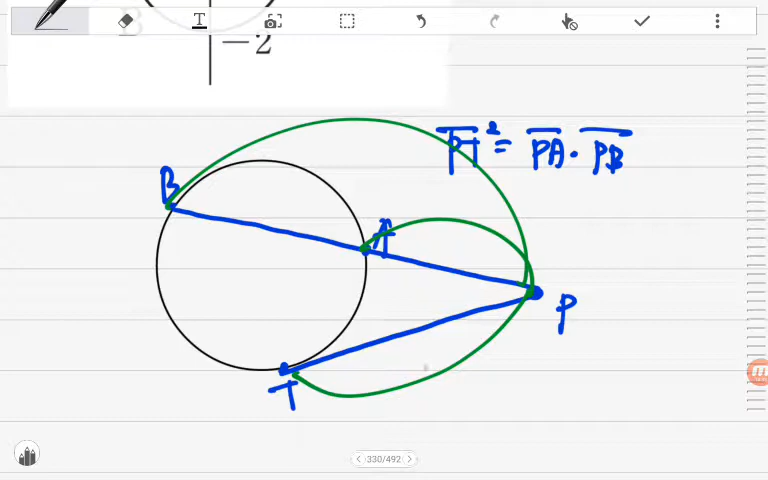 T
-2
PT² = PA · PB
B
A
P
T
330/492